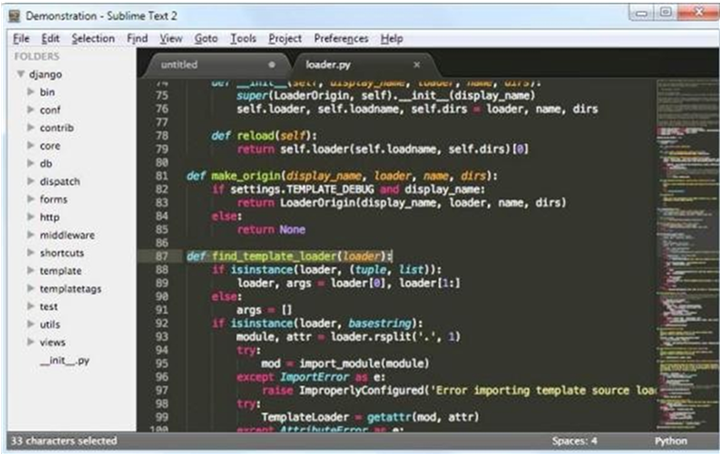 Demonstration - Sublime Text 2
File Edit Selection Find View Goto Tools Project Preferences Help
FOLDERS
django
bin
conf
contrib
core
db
dispatch
forms
http
middleware
shortcuts
template
templatetags
test
utils
views
__init__.py
untitled
loader.py
74 def __init__(self, display_name, loader, name, dirs):
75 super(LoaderOrigin, self).__init__(display_name)
76 self.loader, self.loadname, self.dirs = loader, name, dirs
77
78 def reload(self):
79 return self.loader(self.loadname, self.dirs)[0]
80
81 def make_origin(display_name, loader, name, dirs):
82 if settings.TEMPLATE_DEBUG and display_name:
83 return LoaderOrigin(display_name, loader, name, dirs)
84 else:
85 return None
86
87 def find_template_loader(loader):
88 if isinstance(loader, (tuple, list)):
89 loader, args = loader[0], loader[1:]
90 else:
91 args = []
92 if isinstance(loader, basestring):
93 module, attr = loader.rsplit('.', 1)
94 try:
95 mod = import_module(module)
96 except ImportError as e:
97 raise ImproperlyConfigured('Error importing template source loa
98 try:
99 TemplateLoader = getattr(mod, attr)
100 except AttributeError as e:
33 characters selected
Spaces: 4
Python